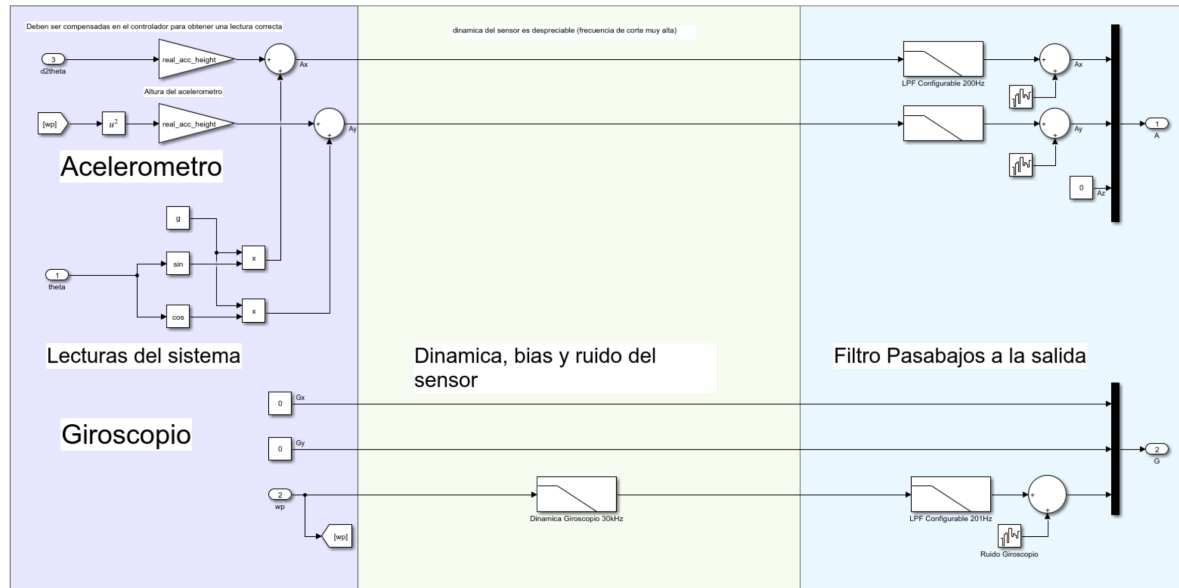 Deben ser compensadas en el controlador para obtener una lectura correcta
dinamica del sensor es despreciable (frecuencia de corte muy alta)
3
d2theta
real_acc_height
+
+
Ax
LPF Configurable 200Hz
+
+
Ax
Altura del acelerometro
[wp]
u²
real_acc_height
+
+
Ay
+
+
Ay
1
A
Acelerometro
0
Az
g
sin
x
1
theta
cos
x
Lecturas del sistema
Dinamica, bias y ruido del
sensor
Filtro Pasabajos a la salida
0
Gx
Giroscopio
0
Gy
2
G
2
wp
Dinamica Giroscopio 30kHz
LPF Configurable 201Hz
+
+
[wp]
Ruido Giroscopio